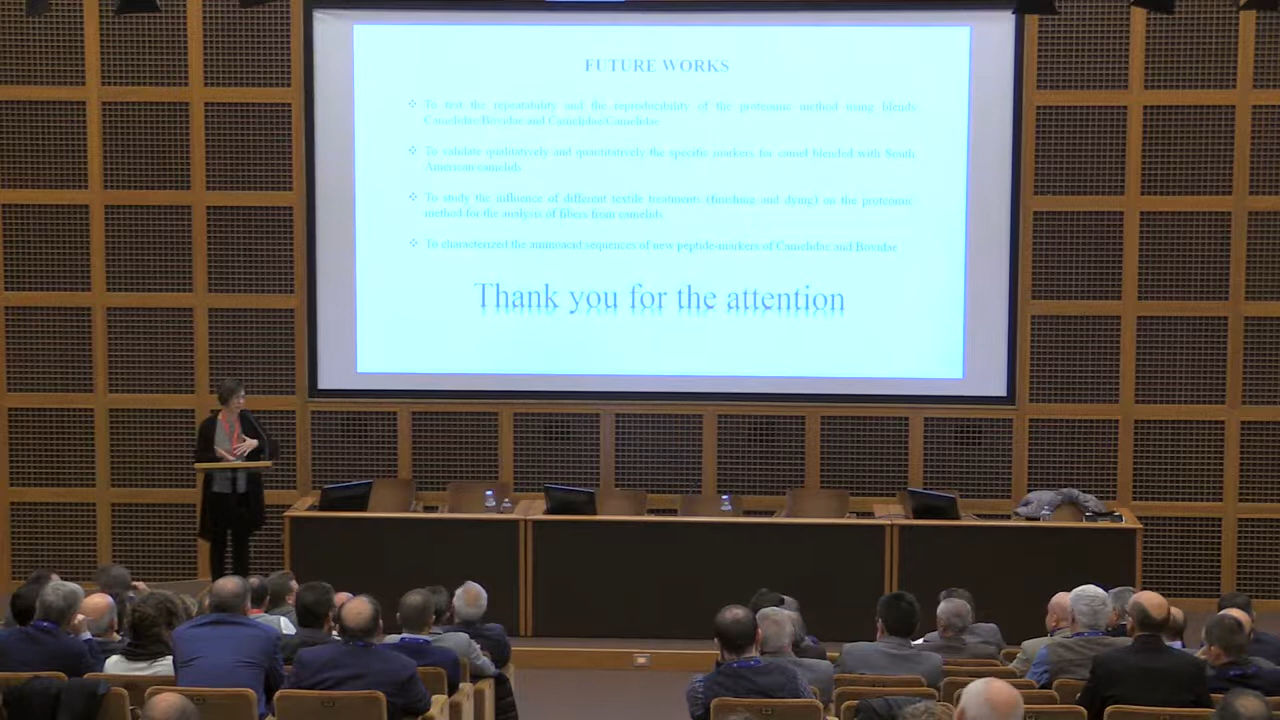 FUTURE WORKS
❖ To test the repeatability and the reproducibility of the proteomic method using blends
Camelidae/Bovidae and Camelidae/Camelidae
❖ To validate qualitatively and quantitatively the specific markers for camel blended with South
American camelids
❖ To study the influence of different textile treatments (finishing and dying) on the proteomic
method for the analysis of fibers from camelids
❖ To characterized the aminoacid sequences of new peptide-markers of Camelidae and Bovidae
Thank you for the attention